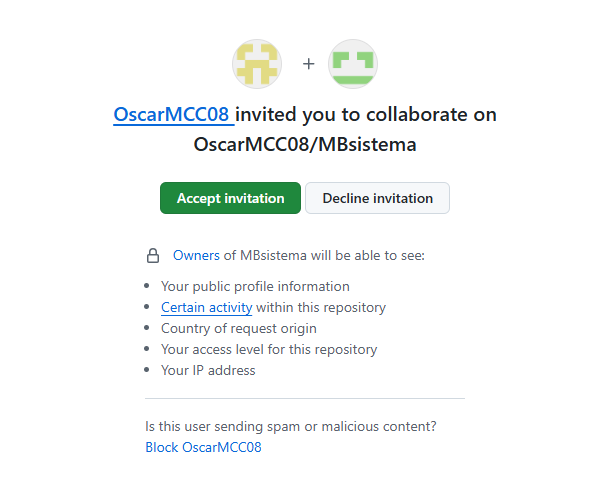 +
OscarMCC08 invited you to collaborate on
OscarMCC08/MBsistema
Accept invitation Decline invitation
Owners of MBsistema will be able to see:
• Your public profile information
• Certain activity within this repository
• Country of request origin
• Your access level for this repository
• Your IP address
Is this user sending spam or malicious content?
Block OscarMCC08